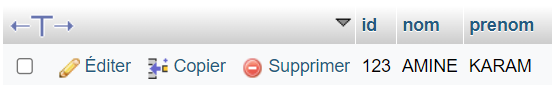 id nom prenom
Éditer Copier Supprimer 123 AMINE KARAM